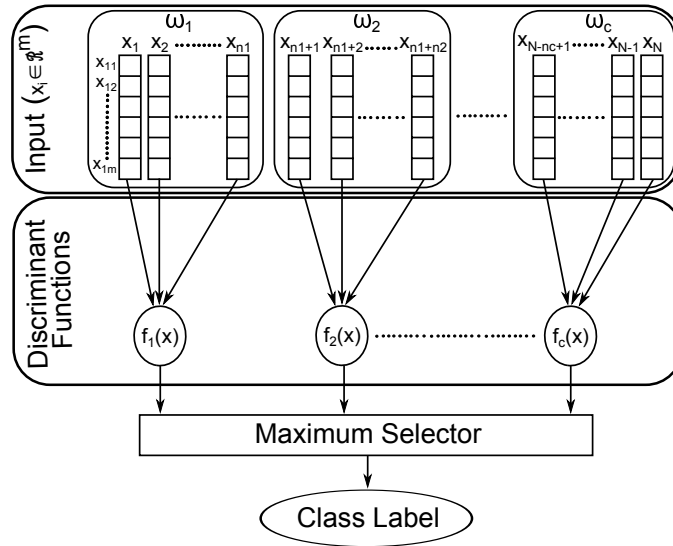 ω1 ω2 ωc
x1 x2 ........ xn1 xn1+1 xn1+2 ...... xn1+n2 xN-nc+1 ...... xN-1 xN
x11
x12
x1m
Input (xi ∈ ℜm)
Discriminant
Functions
f1(x) f2(x) fc(x)
Maximum Selector
Class Label